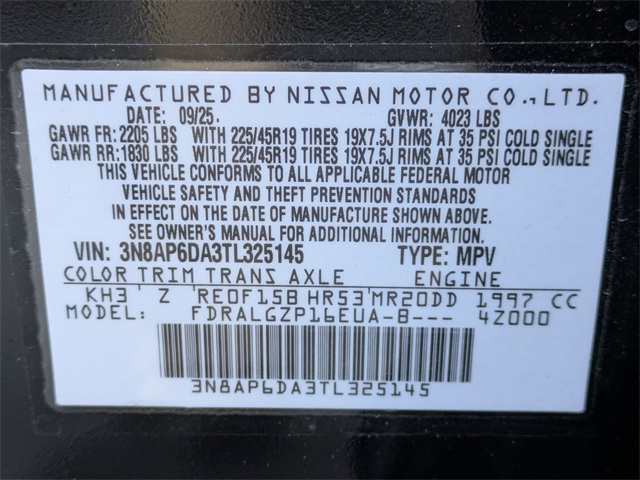 MANUFACTURED BY NISSAN MOTOR CO., LTD.
DATE: 09/25. GVWR: 4023 LBS
GAWR FR: 2205 LBS WITH 225/45R19 TIRES 19X7.5J RIMS AT 35 PSI COLD SINGLE
GAWR RR: 1830 LBS WITH 225/45R19 TIRES 19X7.5J RIMS AT 35 PSI COLD SINGLE
THIS VEHICLE CONFORMS TO ALL APPLICABLE FEDERAL MOTOR
VEHICLE SAFETY AND THEFT PREVENTION STANDARDS
IN EFFECT ON THE DATE OF MANUFACTURE SHOWN ABOVE.
SEE OWNER'S MANUAL FOR ADDITIONAL INFORMATION.
VIN: 3N8AP6DA3TL325145 TYPE: MPV
COLOR TRIM TRANS AXLE ENGINE
KH3 Z RE0F15B HR53 MR20DD 1997 CC
MODEL: FDRALGZP16EUA-B--- 4Z000
3N8AP6DA3TL325145